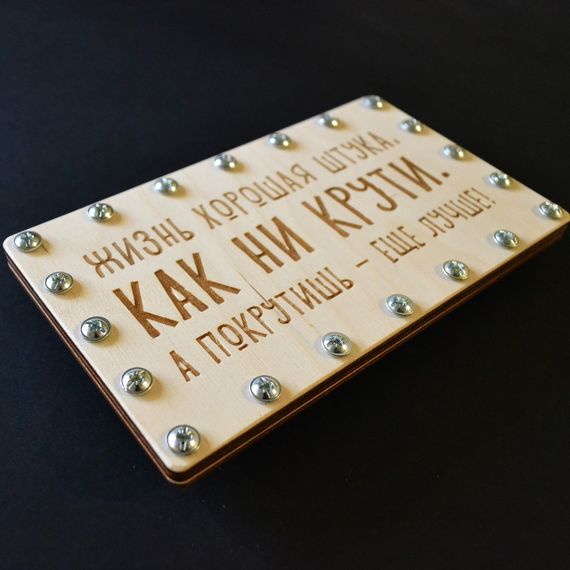 ЖИЗНЬ ХОРОШАЯ ШТУКА,
КАК НИ КРУТИ.
А ПОКРУТИШЬ – ЕЩЕ ЛУЧШЕ!